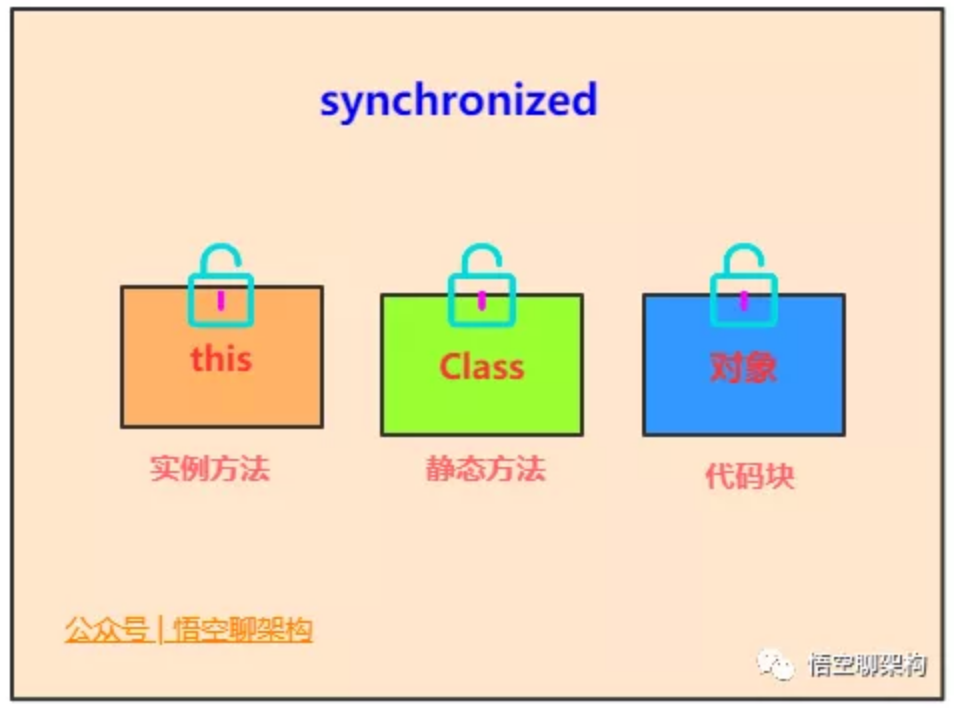 synchronized
this
Class
对象
实例方法
静态方法
代码块
公众号 | 悟空聊架构
悟空聊架构